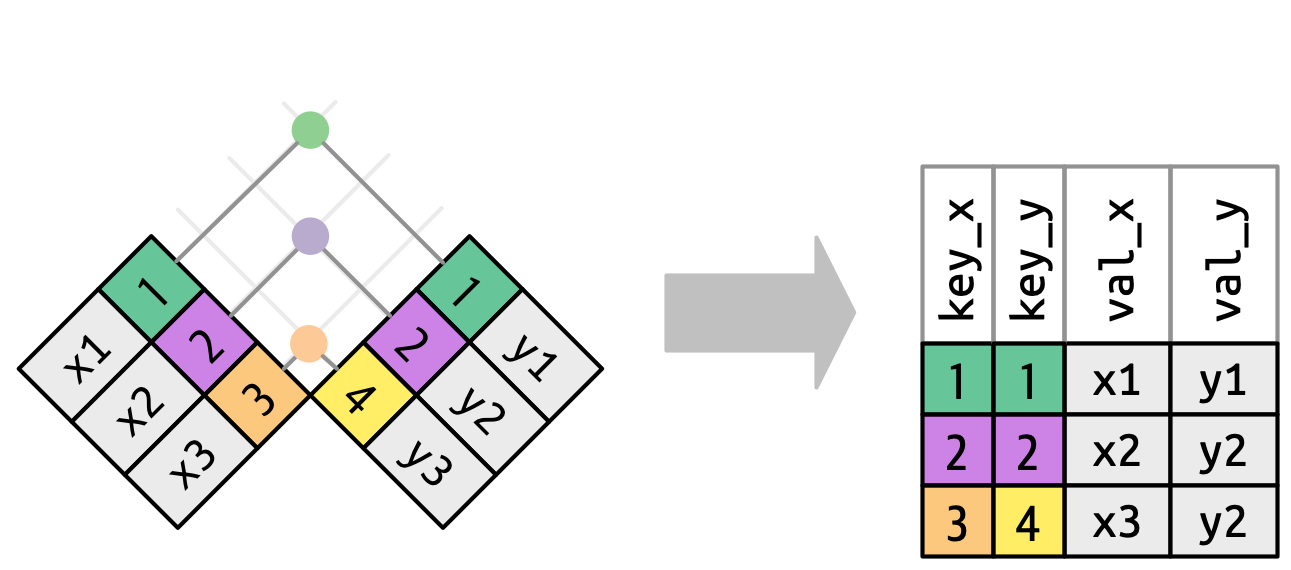 1
x1
2
x2
3
x3
1
y1
2
y2
4
y3
key_x key_y val_x val_y
1 1 x1 y1
2 2 x2 y2
3 4 x3 y2